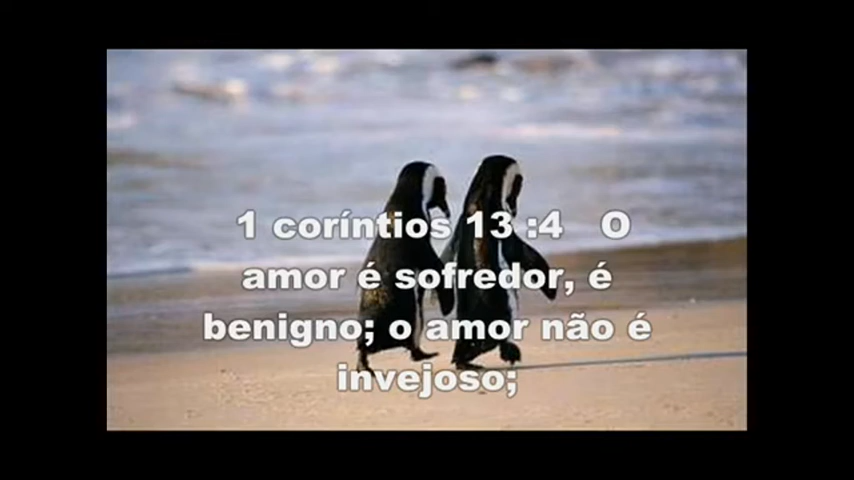 1 coríntios 13 :4 O
amor é sofredor, é
benigno; o amor não é
invejoso;